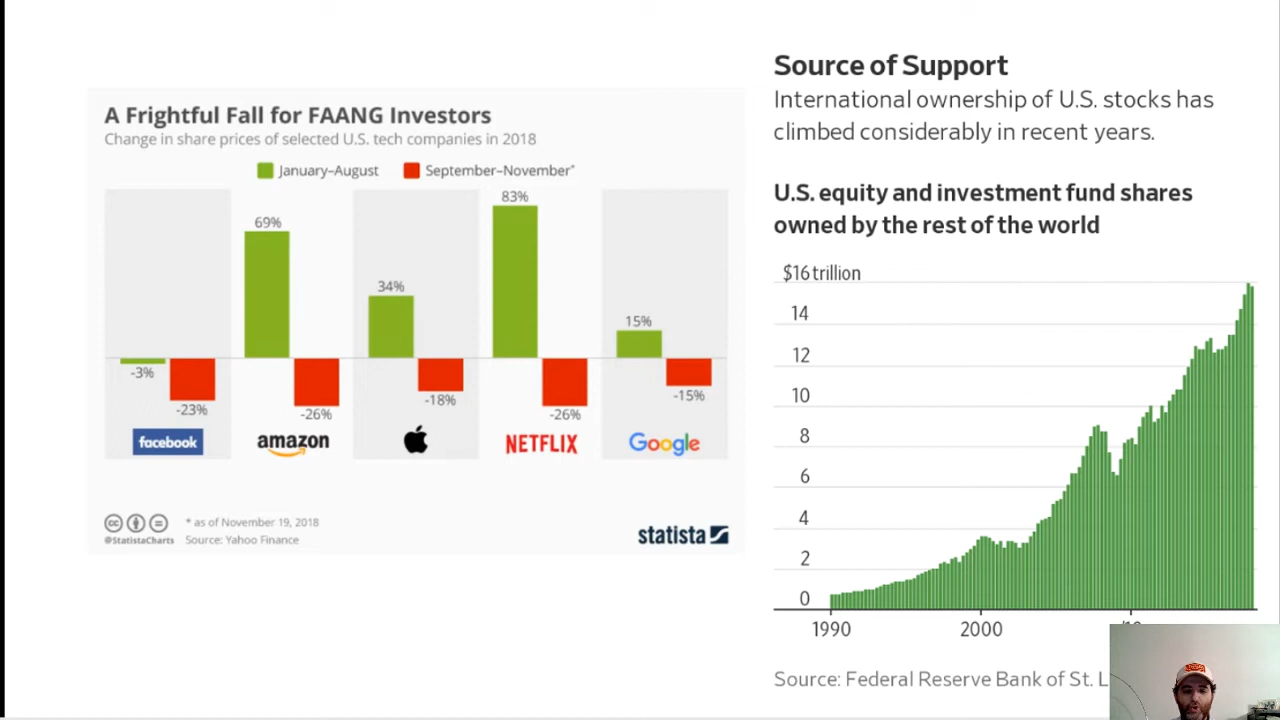 A Frightful Fall for FAANG Investors
Change in share prices of selected U.S. tech companies in 2018
January–August September–November*
-3%
-23%
69%
-26%
34%
-18%
83%
-26%
15%
-15%
facebook
amazon
NETFLIX
Google
@StatistaCharts
* as of November 19, 2018
Source: Yahoo Finance
statista
Source of Support
International ownership of U.S. stocks has
climbed considerably in recent years.
U.S. equity and investment fund shares
owned by the rest of the world
$16 trillion
14
12
10
8
6
4
2
0
1990 2000
Source: Federal Reserve Bank of St. L